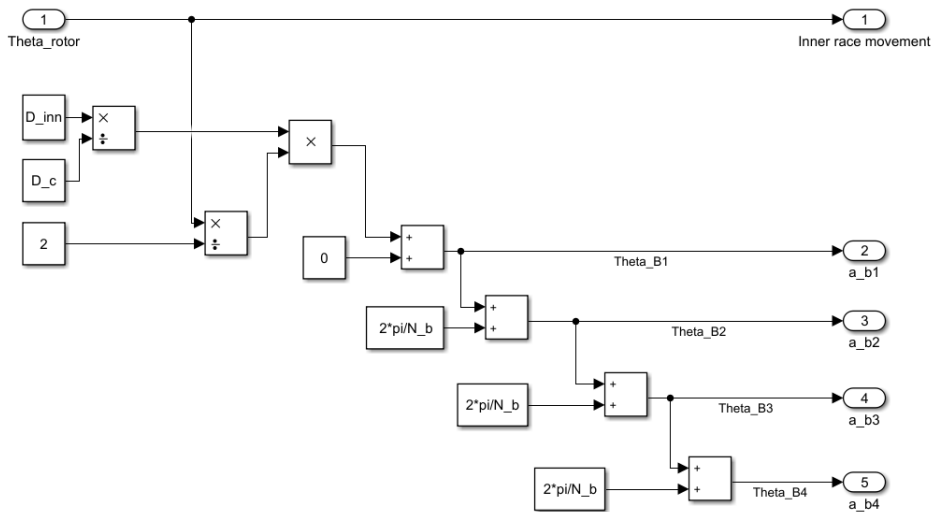 1
1
Theta_rotor
Inner race movement
D_inn
×
÷
×
D_c
×
÷
2
0
+
+
Theta_B1
2
a_b1
2*pi/N_b
+
+
Theta_B2
3
a_b2
2*pi/N_b
+
+
Theta_B3
4
a_b3
2*pi/N_b
+
+
Theta_B4
5
a_b4